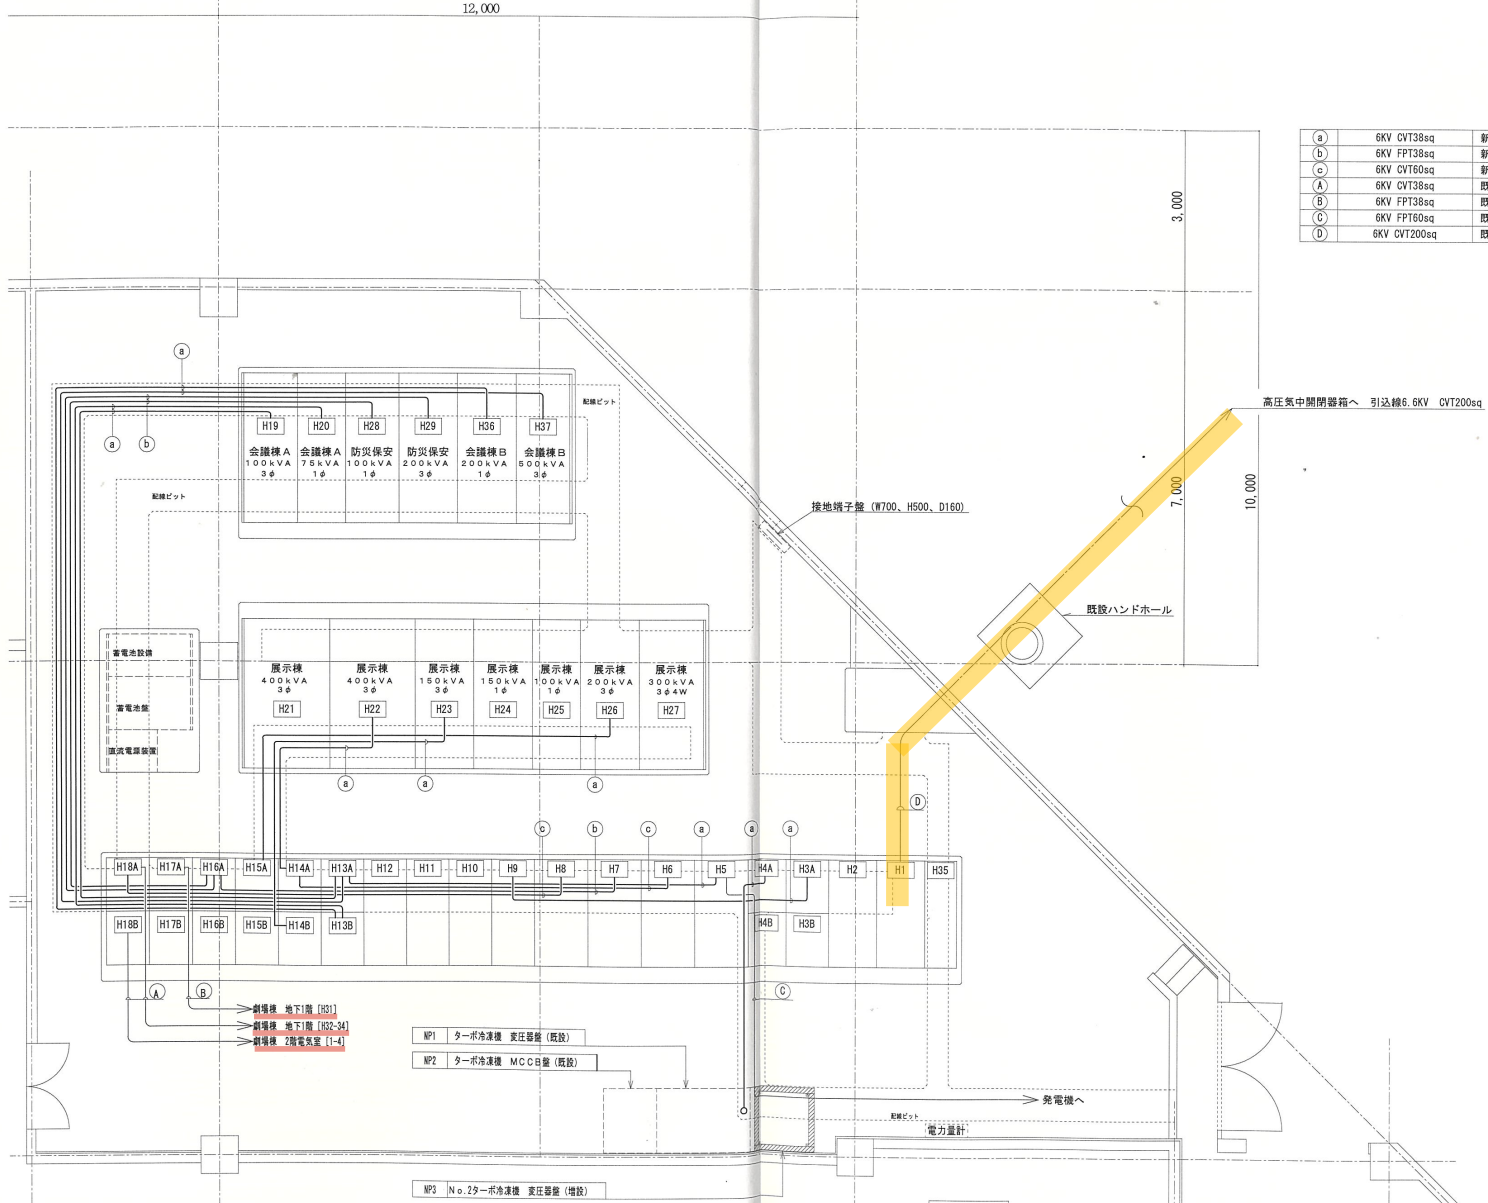 12,000
ⓐ 6KV CVT38sq 新
ⓑ 6KV FPT38sq 新
ⓒ 6KV CVT60sq 新
Ⓐ 6KV CVT38sq 既
Ⓑ 6KV FPT38sq 既
Ⓒ 6KV FPT60sq 既
Ⓓ 6KV CVT200sq 既
3,000
7,000
10,000
高圧気中開閉器箱へ 引込線6.6KV CVT200sq
ⓐ
ⓐ ⓑ
配線ピット
配線ピット
H19 H20 H28 H29 H36 H37
会議棟A 会議棟A 防災保安 防災保安 会議棟B 会議棟B
100kVA 75kVA 100kVA 200kVA 200kVA 500kVA
3φ 1φ 1φ 3φ 1φ 3φ
接地端子盤 (W700、H500、D160)
既設ハンドホール
蓄電池設備
蓄電池盤
直流電源装置
展示棟 展示棟 展示棟 展示棟 展示棟 展示棟 展示棟
400kVA 400kVA 150kVA 150kVA 100kVA 200kVA 300kVA
3φ 3φ 3φ 1φ 1φ 3φ 3φ4W
H21 H22 H23 H24 H25 H26 H27
ⓐ ⓐ ⓐ
Ⓓ
ⓒ ⓑ ⓒ ⓐ ⓐ ⓐ
H18A H17A H16A H15A H14A H13A H12 H11 H10 H9 H8 H7 H6 H5 H4A H3A H2 H1 H35
H18B H17B H16B H15B H14B H13B H4B H3B
Ⓐ Ⓑ Ⓒ
劇場棟 地下1階 [H31]
劇場棟 地下1階 [H32-34]
劇場棟 2階電気室 [1-4]
NP1 ターボ冷凍機 変圧器盤 (既設)
NP2 ターボ冷凍機 MCCB盤 (既設)
発電機へ
配線ピット
電力量計
NP3 No.2ターボ冷凍機 変圧器盤 (増設)